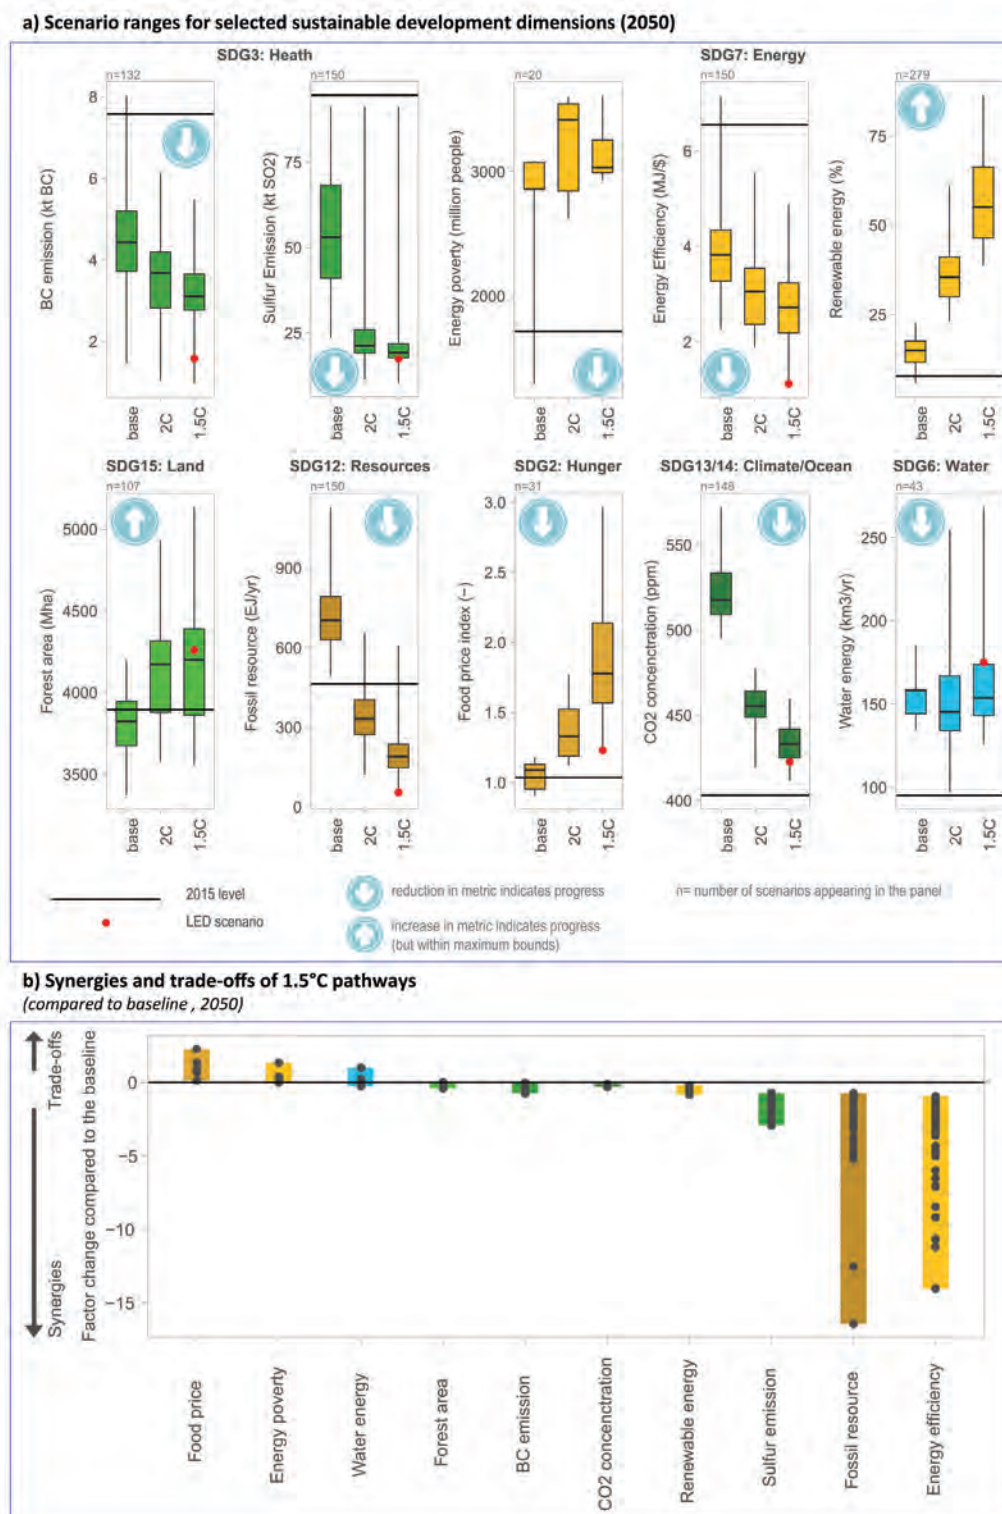 a) Scenario ranges for selected sustainable development dimensions (2050)
SDG3: Heath
SDG7: Energy
n=132
n=150
n=20
n=150
n=279
BC emission (kt BC)
8
6
4
2
base
2C
1.5C
Sulfur Emission (kt SO2)
75
50
25
base
2C
1.5C
Energy poverty (million people)
3000
2000
base
2C
1.5C
Energy Efficiency (MJ/$)
6
4
2
base
2C
1.5C
Renewable energy (%)
75
50
25
base
2C
1.5C
SDG15: Land
SDG12: Resources
SDG2: Hunger
SDG13/14: Climate/Ocean
SDG6: Water
n=107
n=150
n=31
n=148
n=43
Forest area (Mha)
5000
4500
4000
3500
base
2C
1.5C
Fossil resource (EJ/yr)
900
600
300
0
base
2C
1.5C
Food price index (−)
3.0
2.5
2.0
1.5
1.0
base
2C
1.5C
CO2 concenctration (ppm)
550
500
450
400
base
2C
1.5C
Water energy (km3/yr)
250
200
150
100
base
2C
1.5C
2015 level
LED scenario
reduction in metric indicates progress
increase in metric indicates progress
(but within maximum bounds)
n= number of scenarios appearing in the panel
b) Synergies and trade-offs of 1.5°C pathways
(compared to baseline , 2050)
Trade-offs
Synergies
Factor change compared to the baseline
0
−5
−10
−15
Food price
Energy poverty
Water energy
Forest area
BC emission
CO2 concenctration
Renewable energy
Sulfur emission
Fossil resource
Energy efficiency